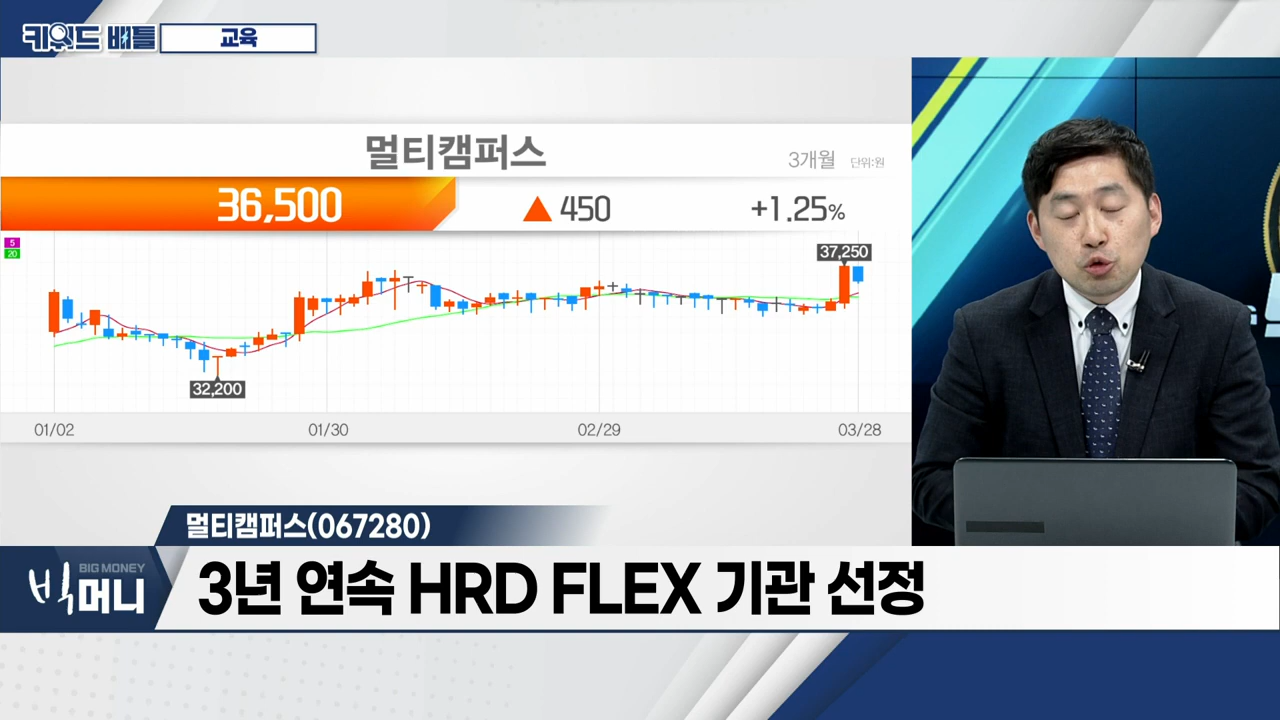 키워드 배틀 교육
멀티캠퍼스
3개월 단위:원
36,500 ▲ 450 +1.25%
5
20
37,250
32,200
01/02 01/30 02/29 03/28
멀티캠퍼스(067280)
BIG MONEY
빅머니
3년 연속 HRD FLEX 기관 선정